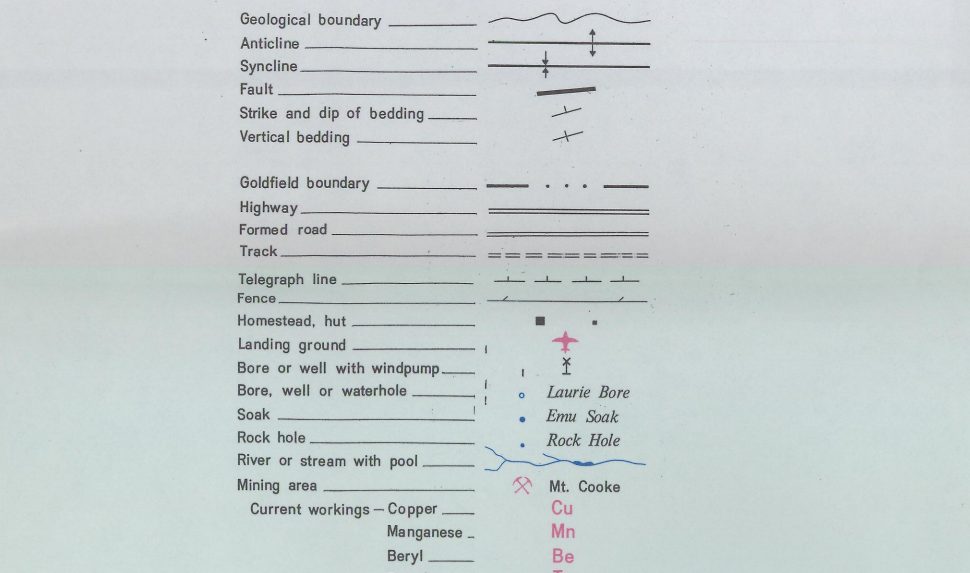 Geological boundary
Anticline
Syncline
Fault
Strike and dip of bedding
Vertical bedding
Goldfield boundary
Highway
Formed road
Track
Telegraph line
Fence
Homestead, hut
Landing ground
Bore or well with windpump
Bore, well or waterhole Laurie Bore
Soak Emu Soak
Rock hole Rock Hole
River or stream with pool
Mining area Mt. Cooke
Current workings — Copper Cu
Manganese Mn
Beryl Be